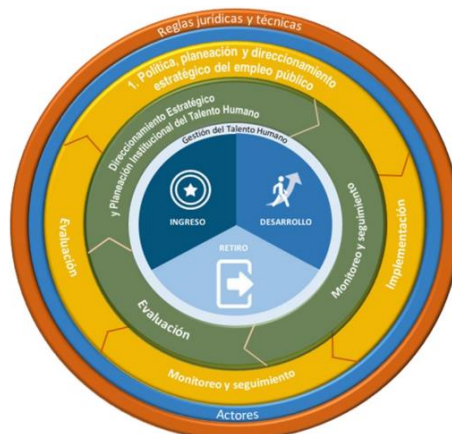 Reglas jurídicas y técnicas
1. Política, planeación y direccionamiento
estratégico del empleo público
Direccionamiento Estratégico
y Planeación Institucional del Talento Humano
Gestión del Talento Humano
INGRESO
DESARROLLO
RETIRO
Evaluación
Implementación
Monitoreo y seguimiento
Evaluación
Monitoreo y seguimiento
Actores